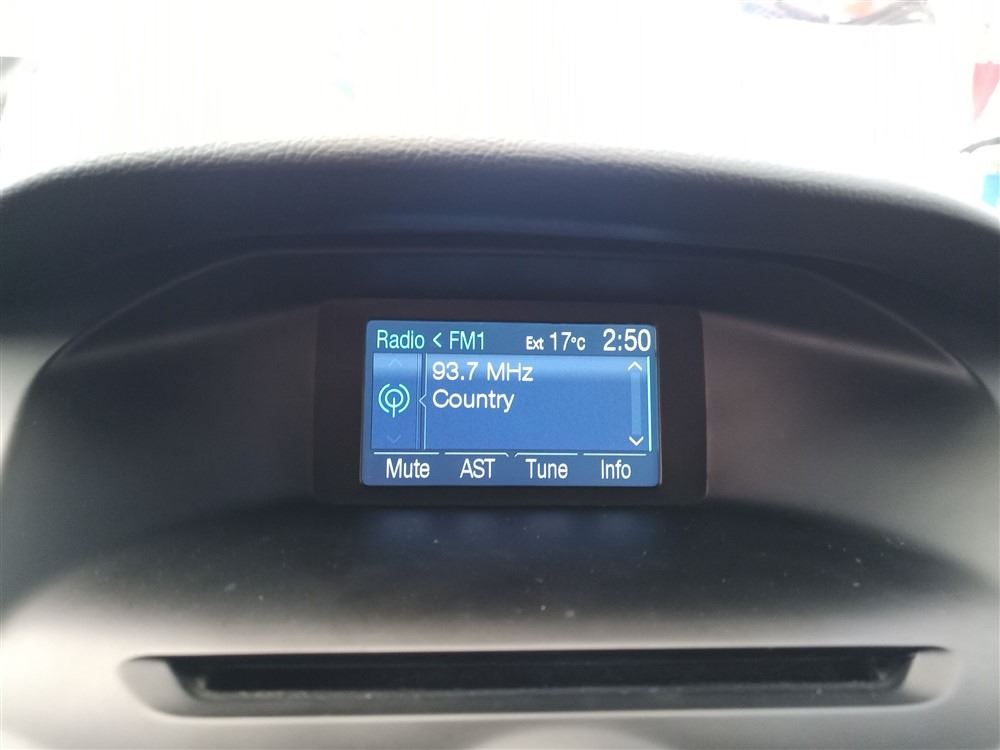 Radio < FM1 Ext 17°C 2:50
93.7 MHz
Country
Mute AST Tune Info